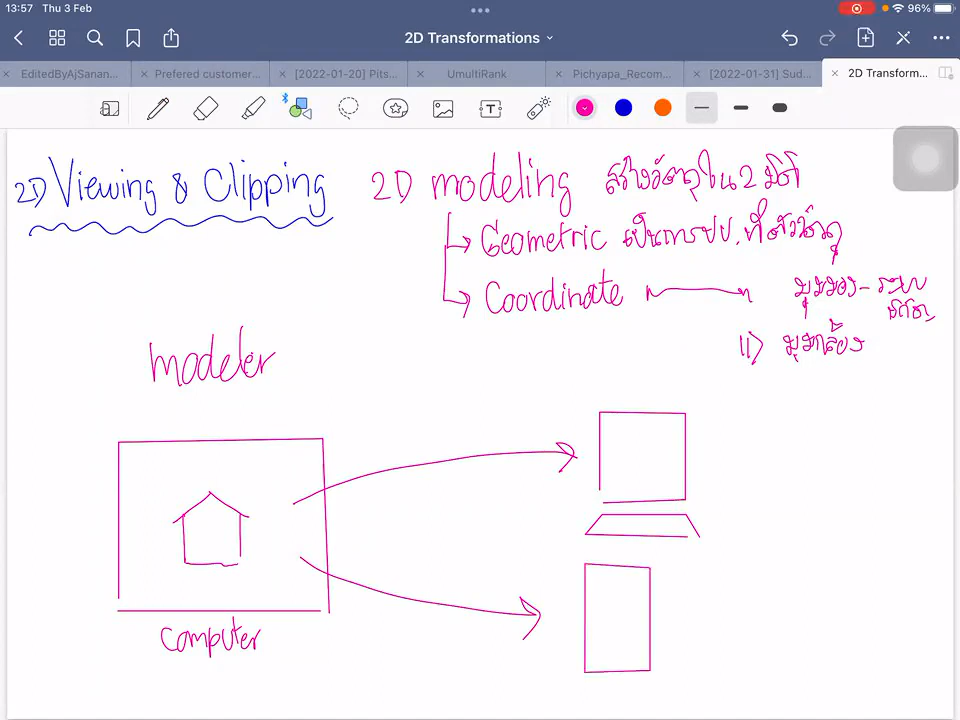 13:57 Thu 3 Feb
96%
2D Transformations
EditedByAjSanan...
Prefered customer...
[2022-01-20] Pits...
UmultiRank
Pichyapa_Recom...
[2022-01-31] Sud...
2D Transform...
2D Viewing & Clipping
2D modeling สร้างวัตถุใน 2 มิติ
Geometric เป็นการปป. ที่ตัววัตถุ
Coordinate
มุมมอง - ระบบ
พิกัด
11) มุมกล้อง
modeler
computer